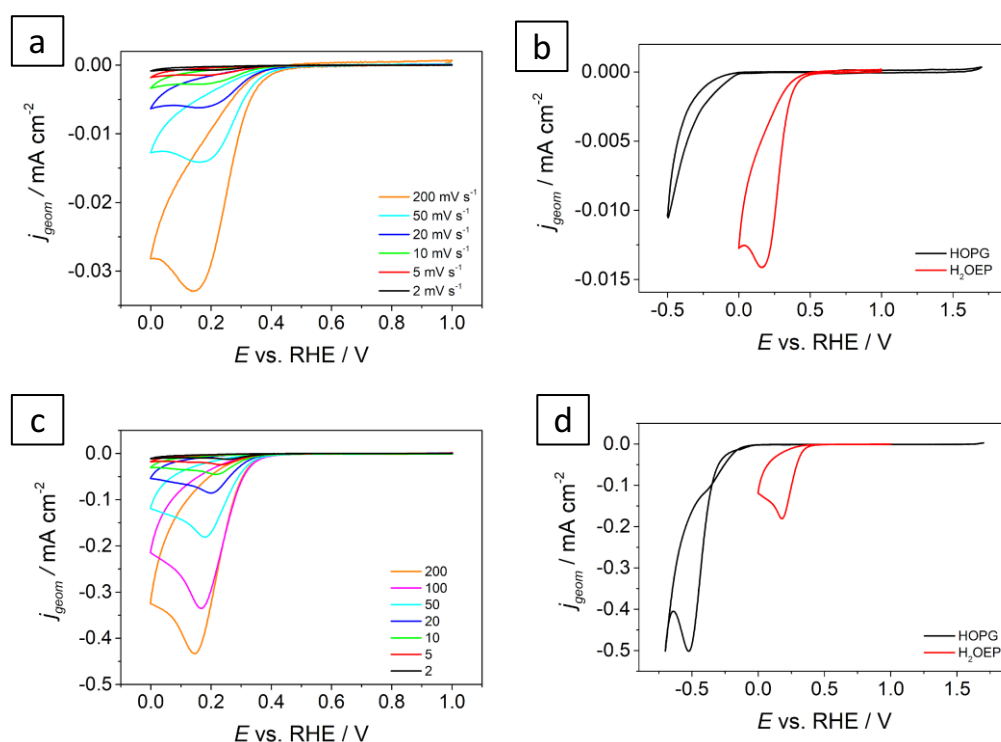 a
0.00
-0.01
-0.02
-0.03
0.0 0.2 0.4 0.6 0.8 1.0
j_geom / mA cm⁻²
E vs. RHE / V
200 mV s⁻¹
50 mV s⁻¹
20 mV s⁻¹
10 mV s⁻¹
5 mV s⁻¹
2 mV s⁻¹
b
0.000
-0.005
-0.010
-0.015
-0.5 0.0 0.5 1.0 1.5
j_geom / mA cm⁻²
E vs. RHE / V
HOPG
H₂OEP
c
0.0
-0.1
-0.2
-0.3
-0.4
-0.5
0.0 0.2 0.4 0.6 0.8 1.0
j_geom / mA cm⁻²
E vs. RHE / V
200
100
50
20
10
5
2
d
0.0
-0.1
-0.2
-0.3
-0.4
-0.5
-0.5 0.0 0.5 1.0 1.5
j_geom / mA cm⁻²
E vs. RHE / V
HOPG
H₂OEP